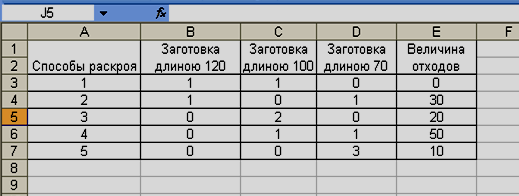 J5 fx
A B C D E F
1 Заготовка Заготовка Заготовка Величина
2 Способы раскроя длиною 120 длиною 100 длиною 70 отходов
3 1 1 1 0 0
4 2 1 0 1 30
5 3 0 2 0 20
6 4 0 1 1 50
7 5 0 0 3 10
8
9